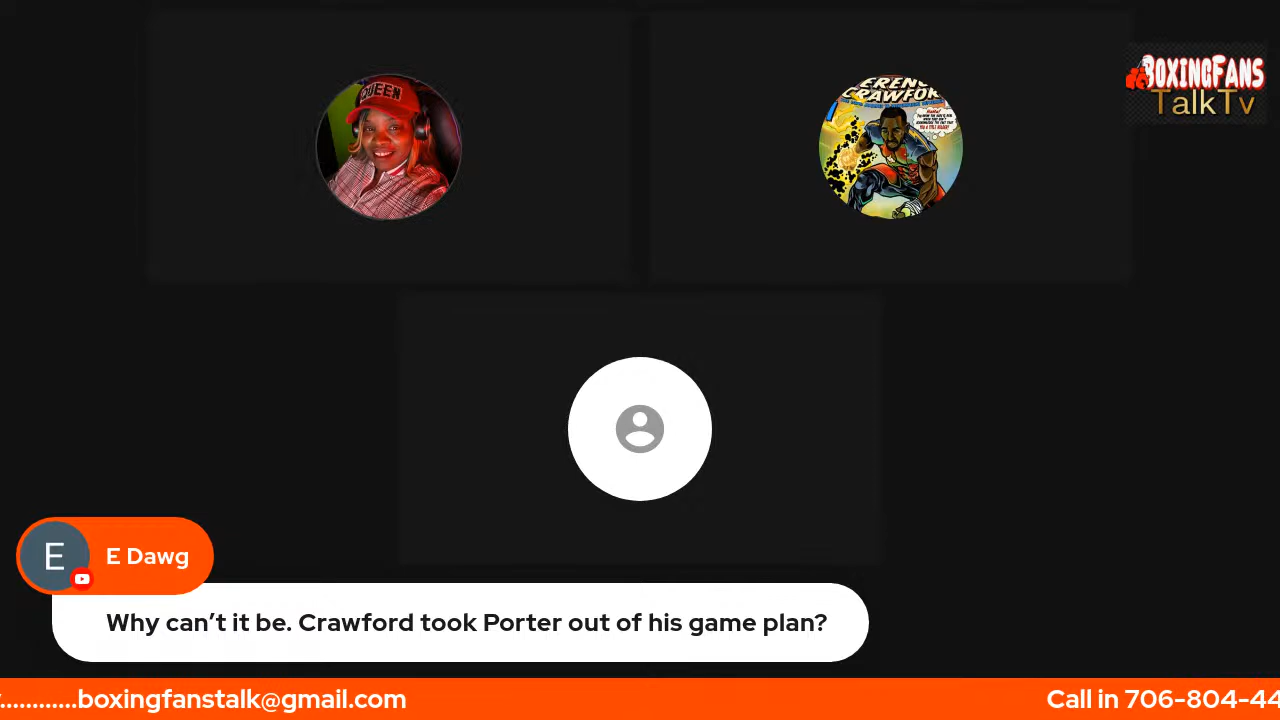 QUEEN
CRAWFOR
BOXINGFANS
TalkTv
E
E Dawg
Why can’t it be. Crawford took Porter out of his game plan?
............boxingfanstalk@gmail.com
Call in 706-804-44